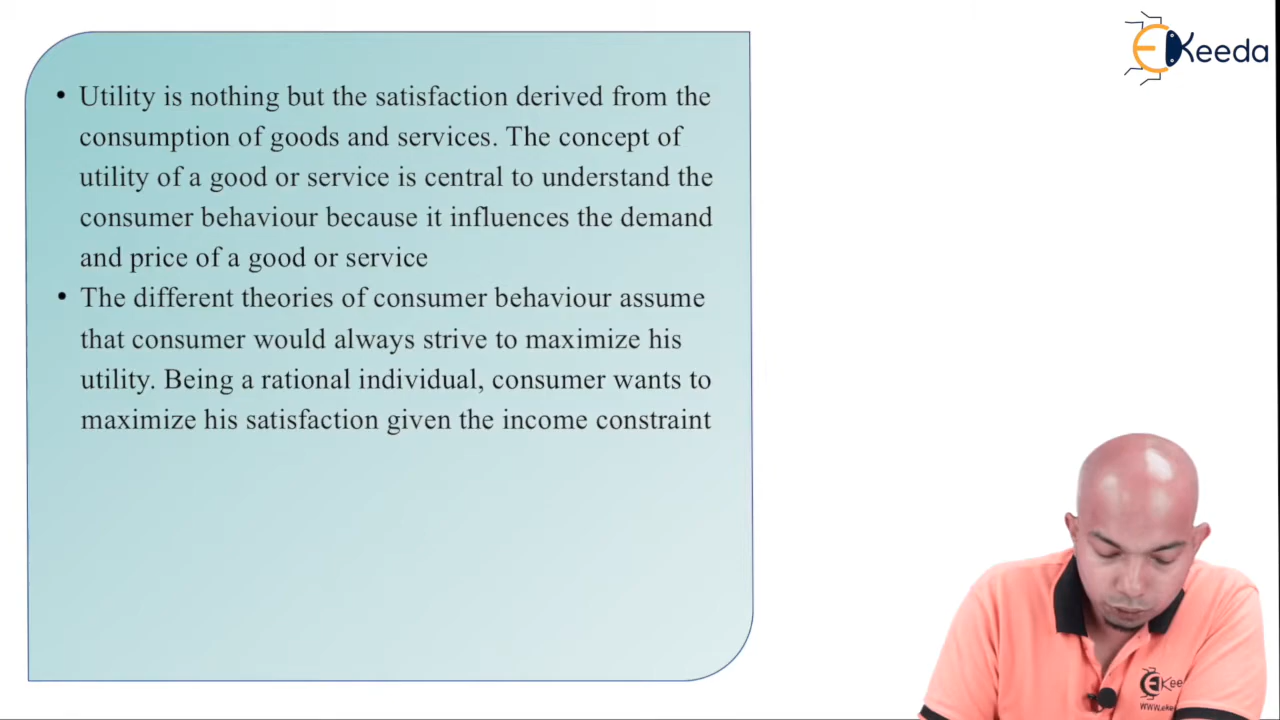 • Utility is nothing but the satisfaction derived from the
consumption of goods and services. The concept of
utility of a good or service is central to understand the
consumer behaviour because it influences the demand
and price of a good or service
• The different theories of consumer behaviour assume
that consumer would always strive to maximize his
utility. Being a rational individual, consumer wants to
maximize his satisfaction given the income constraint
EKeeda